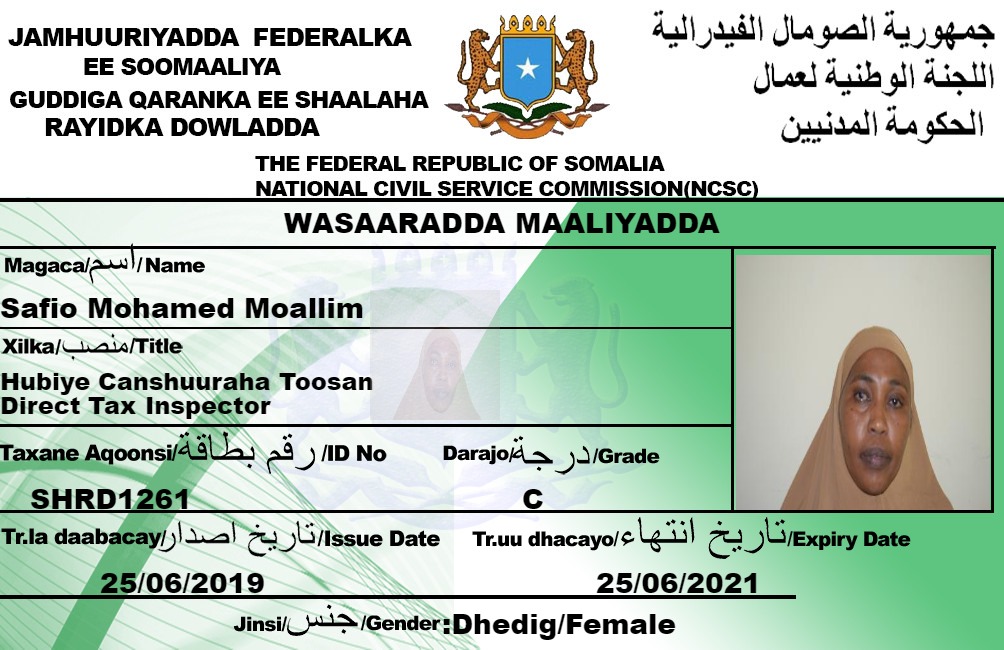 JAMHUURIYADDA FEDERALKA
EE SOOMAALIYA
GUDDIGA QARANKA EE SHAALAHA
RAYIDKA DOWLADDA
جمهورية الصومال الفيدرالية
اللجنة الوطنية لعمال
الحكومة المدنيين
THE FEDERAL REPUBLIC OF SOMALIA
NATIONAL CIVIL SERVICE COMMISSION(NCSC)
WASAARADDA MAALIYADDA
Magaca/اسم/Name
Safio Mohamed Moallim
Xilka/منصب/Title
Hubiye Canshuuraha Toosan
Direct Tax Inspector
Taxane Aqoonsi/رقم بطاقة/ID No
Darajo/درجة/Grade
SHRD1261
C
Tr.la daabacay/تاريخ اصدار/Issue Date
Tr.uu dhacayo/تاريخ انتهاء/Expiry Date
25/06/2019
25/06/2021
Jinsi/جنس/Gender:Dhedig/Female